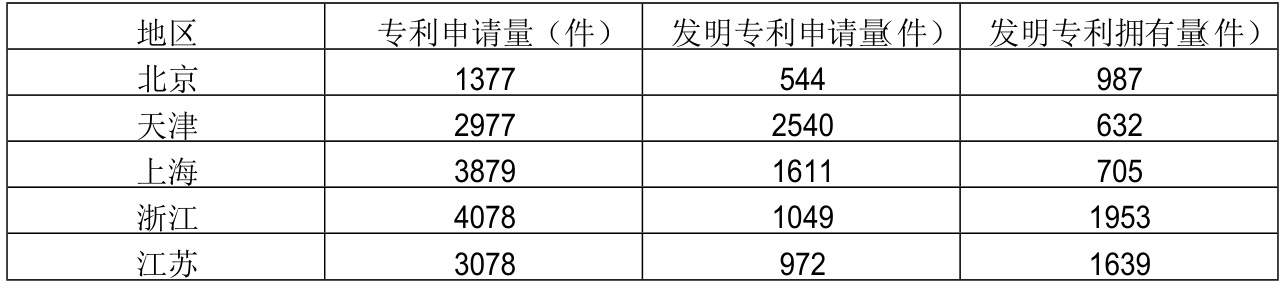 地区 专利申请量（件） 发明专利申请量(件） 发明专利拥有量(件）
北京 1377 544 987
天津 2977 2540 632
上海 3879 1611 705
浙江 4078 1049 1953
江苏 3078 972 1639